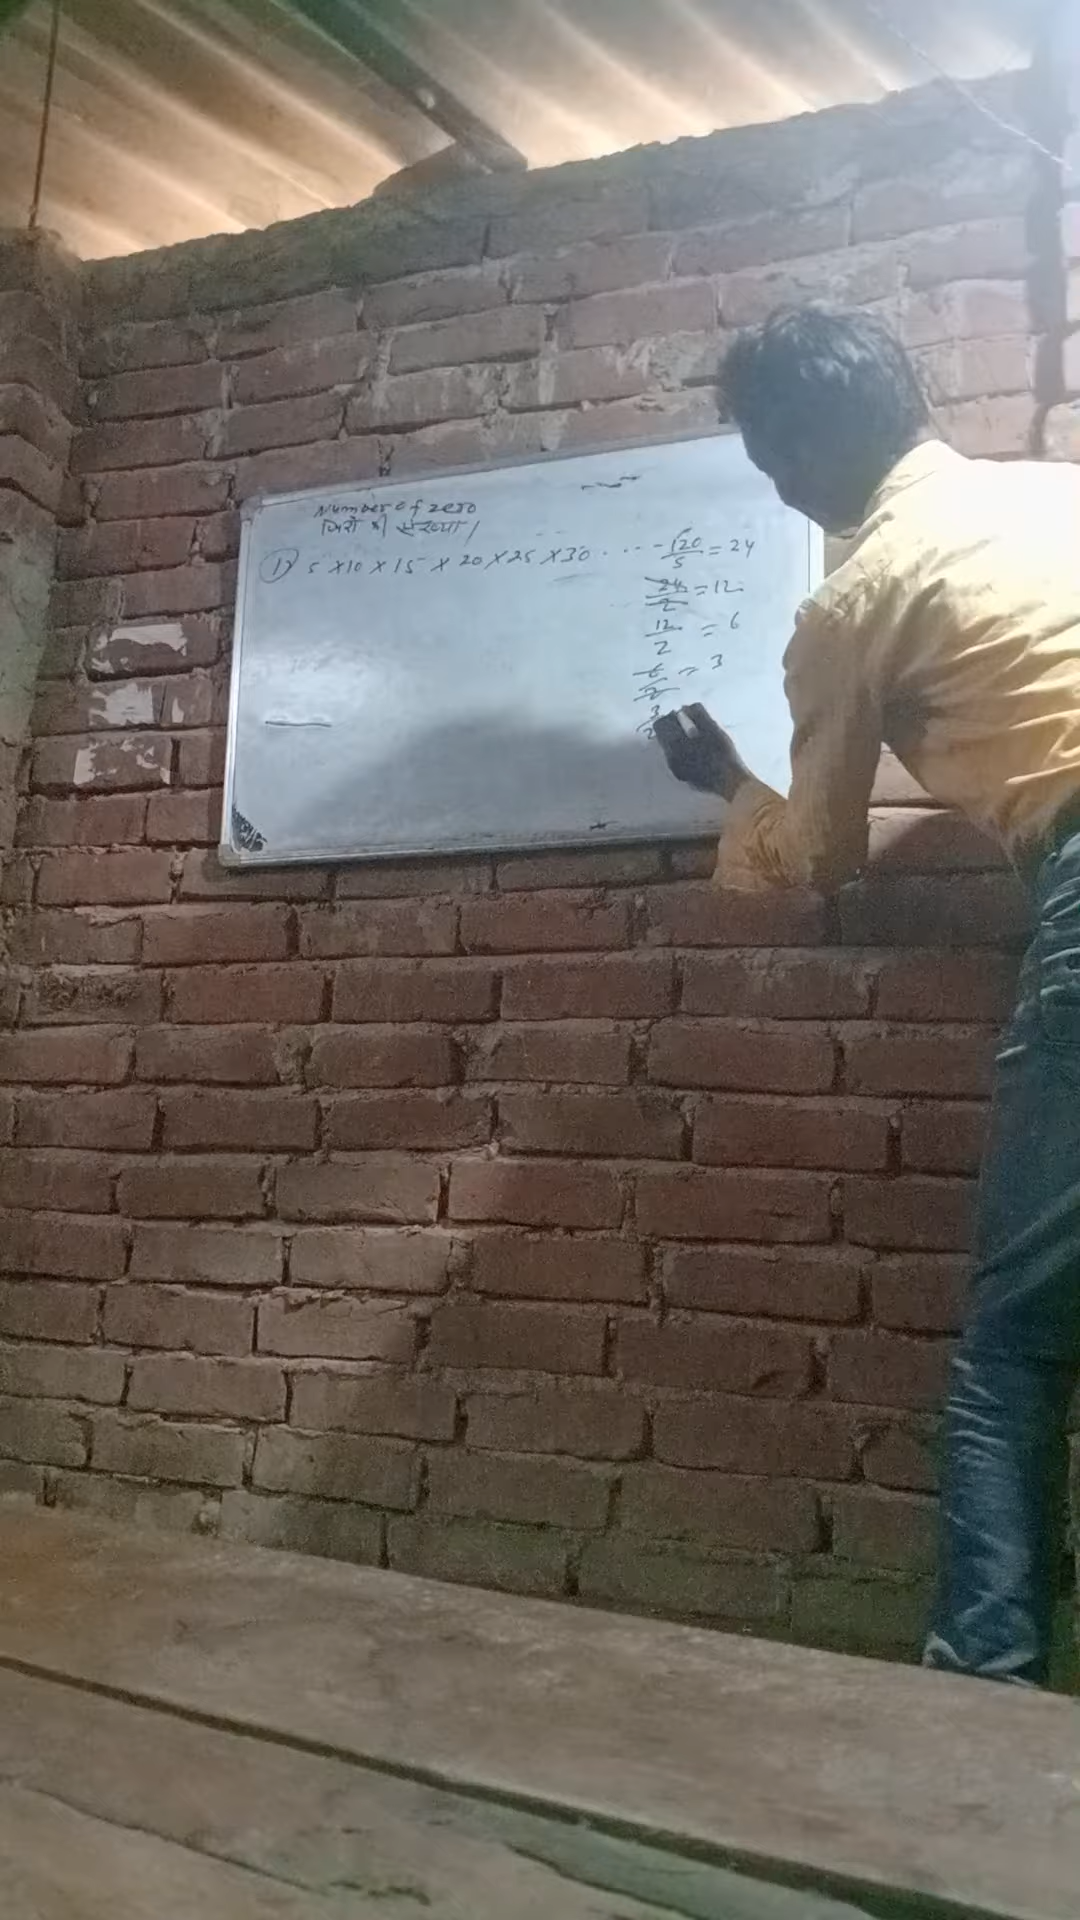 Number of zero
जिरो की संख्या।
1) 5 ×10 × 15 × 20 ×25 ×30 . . . - 120/5 = 24
24/2 = 12
12/2 = 6
6/2 = 3
3/2